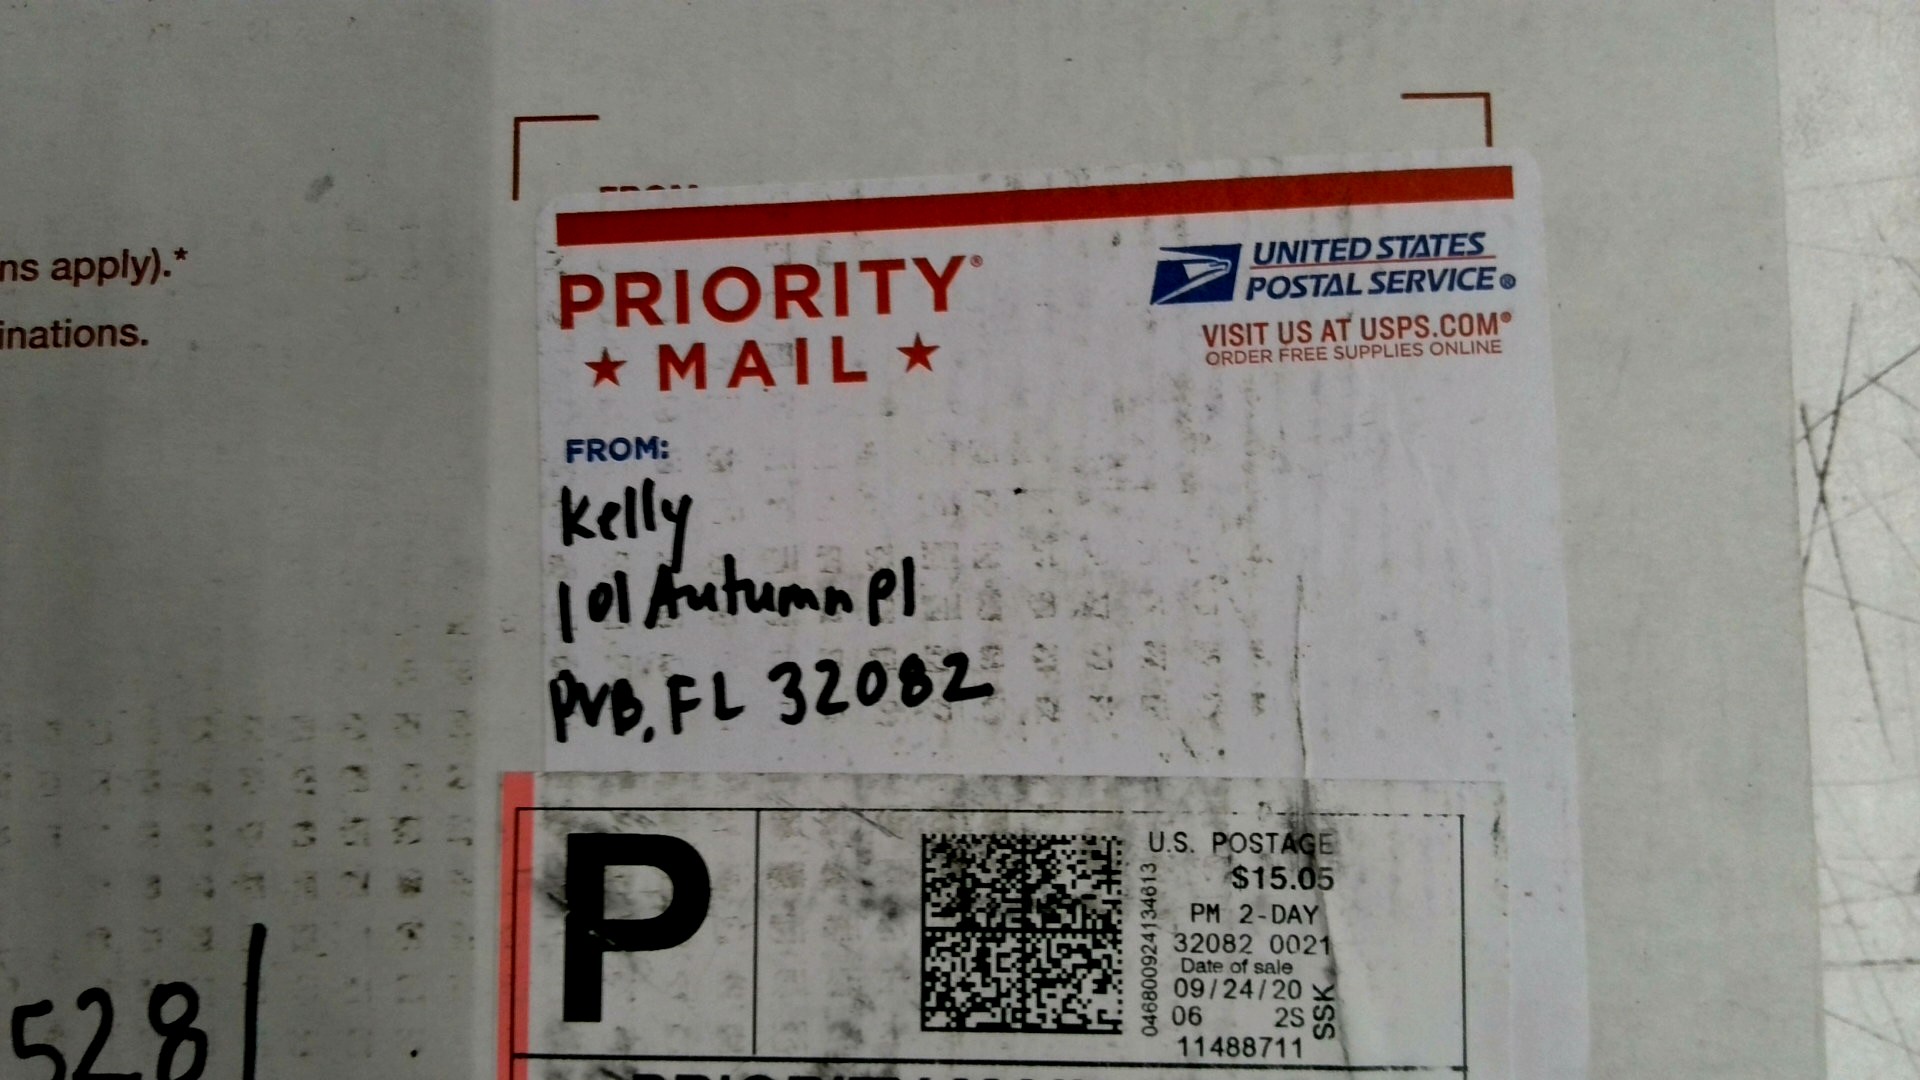 ns apply).*
inations.
PRIORITY®
★ MAIL ★
UNITED STATES
POSTAL SERVICE®
VISIT US AT USPS.COM®
ORDER FREE SUPPLIES ONLINE
FROM:
Kelly
101 Autumn Pl
PVB, FL 32082
P
U.S. POSTAGE
$15.05
PM 2-DAY
32082 0021
Date of sale
09/24/20
06 2S
11488711
SSK
046800924134613
5281